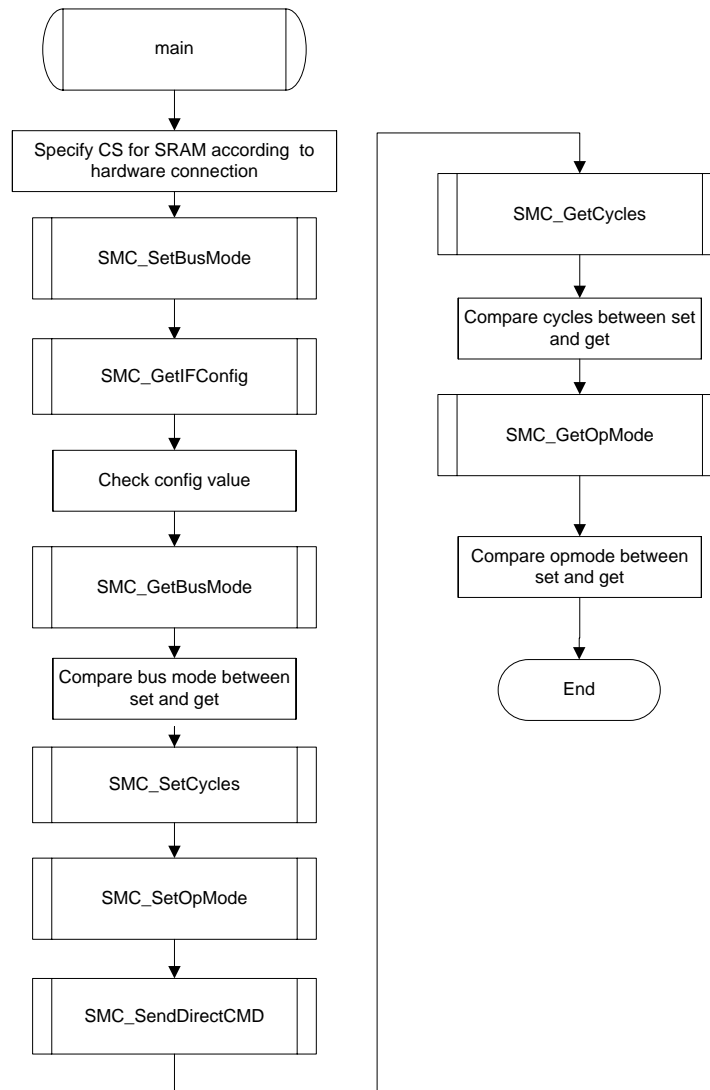 main
Specify CS for SRAM according to
hardware connection
SMC_SetBusMode
SMC_GetIFConfig
Check config value
SMC_GetBusMode
Compare bus mode between
set and get
SMC_SetCycles
SMC_SetOpMode
SMC_SendDirectCMD
SMC_GetCycles
Compare cycles between set
and get
SMC_GetOpMode
Compare opmode between
set and get
End